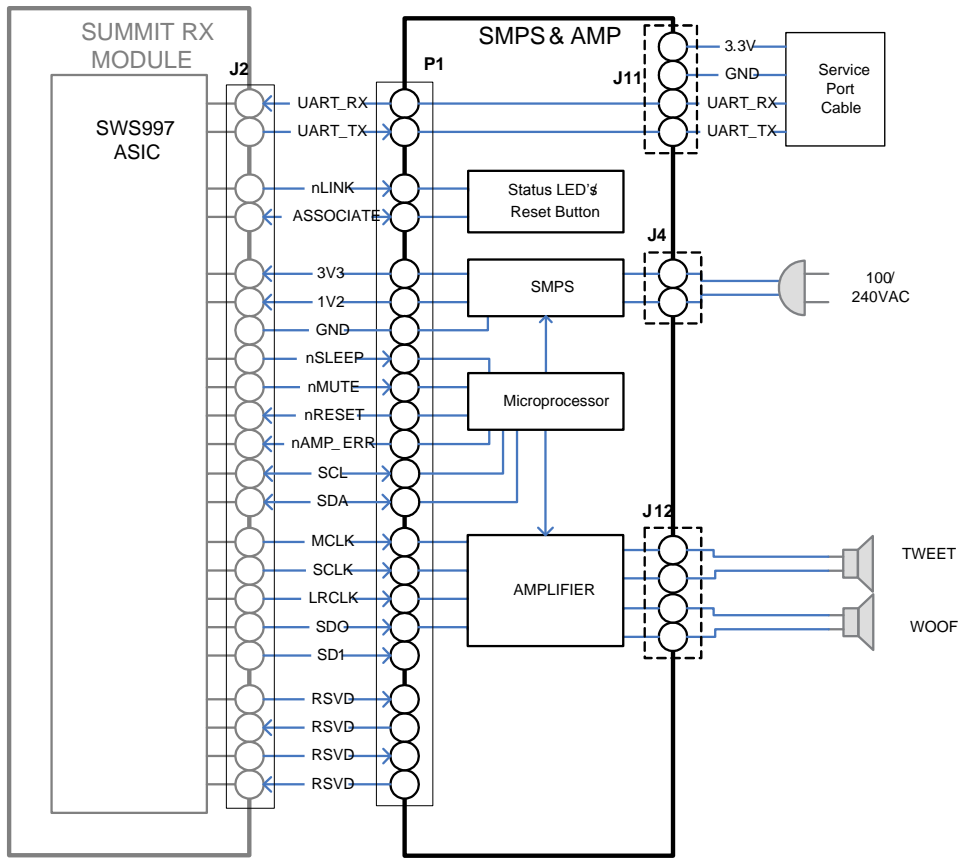 SUMMIT RX
MODULE
SMPS & AMP
J2
P1
J11
3.3V
GND
UART_RX
UART_TX
Service
Port
Cable
SWS997
ASIC
UART_RX
UART_TX
nLINK
ASSOCIATE
Status LED's/
Reset Button
J4
3V3
1V2
GND
SMPS
100/
240VAC
nSLEEP
nMUTE
nRESET
nAMP_ERR
SCL
SDA
Microprocessor
J12
MCLK
SCLK
LRCLK
SDO
SD1
AMPLIFIER
TWEET
WOOF
RSVD
RSVD
RSVD
RSVD